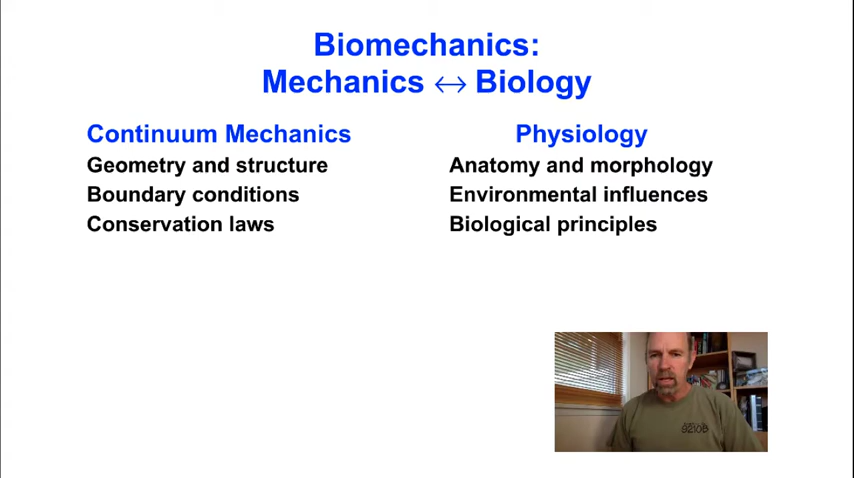 Biomechanics:
Mechanics ↔ Biology
Continuum Mechanics
Geometry and structure
Boundary conditions
Conservation laws
Physiology
Anatomy and morphology
Environmental influences
Biological principles